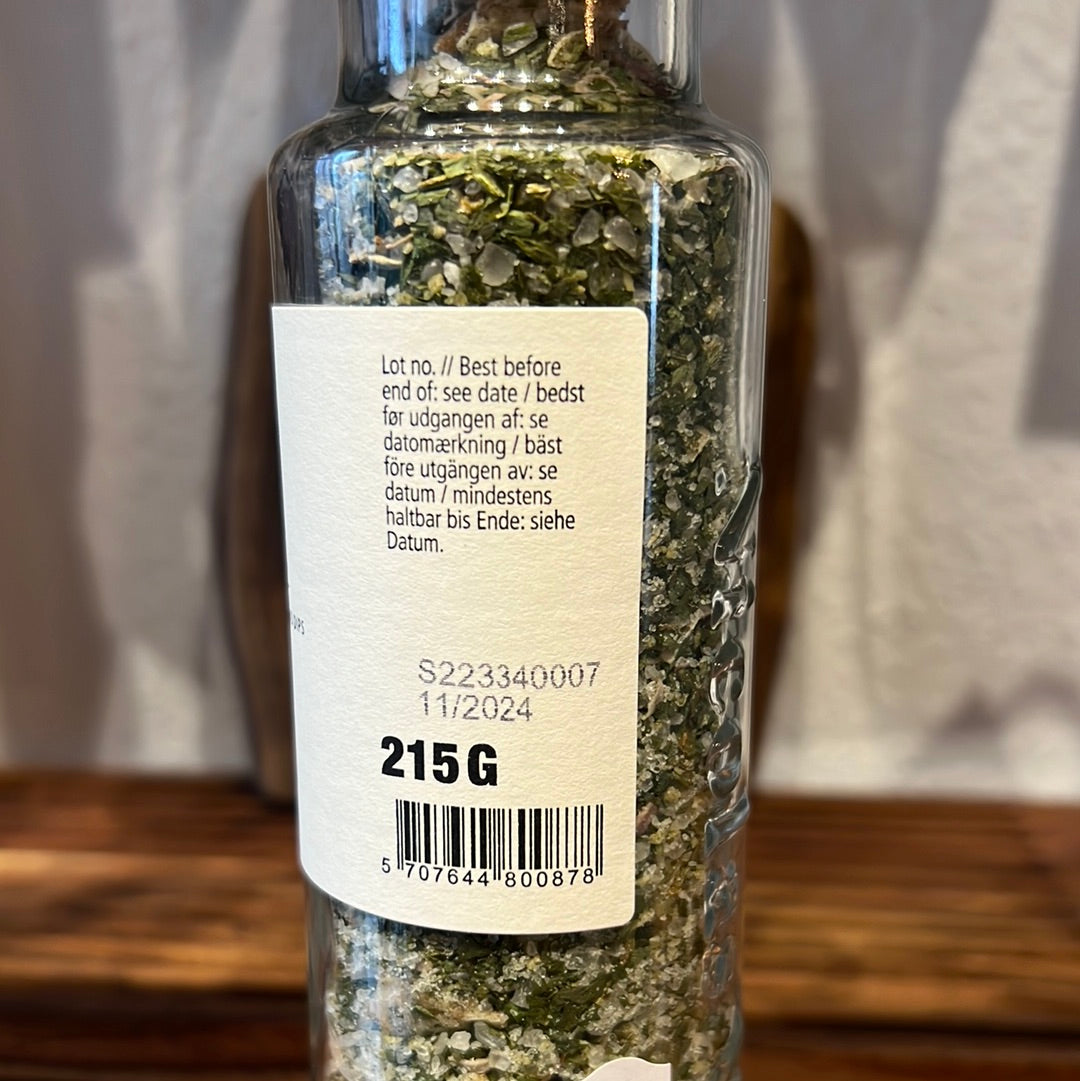 Lot no. // Best before
end of: see date / bedst
før udgangen af: se
datomærkning / bäst
före utgången av: se
datum / mindestens
haltbar bis Ende: siehe
Datum.
S223340007
11/2024
215G
5 707644 800878